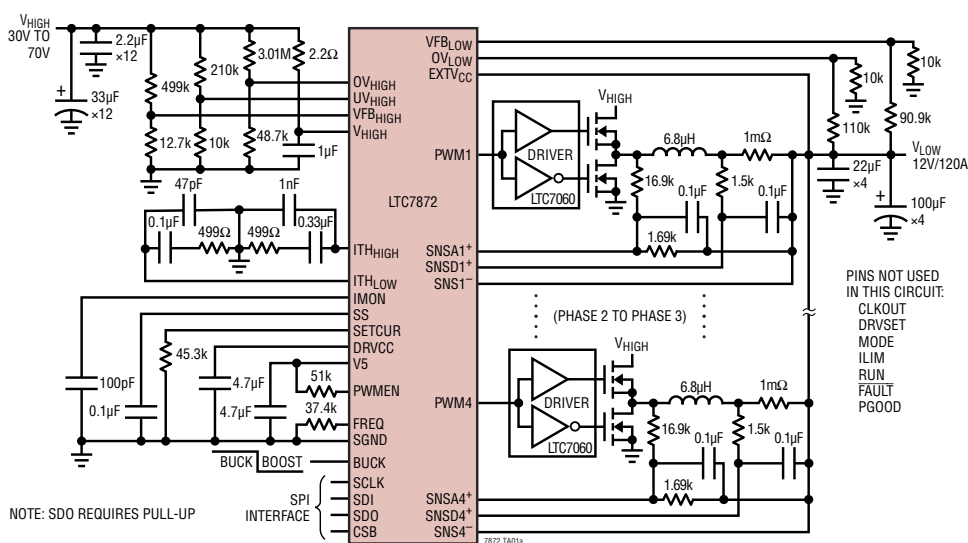 VHIGH
30V TO
70V
2.2µF
×12
33µF
×12
499k
12.7k
210k
10k
3.01M
48.7k
2.2Ω
1µF
OVHIGH
UVHIGH
VFBHIGH
VHIGH
47pF
1nF
0.1µF
499Ω
499Ω
0.33µF
ITHHIGH
ITHLOW
IMON
SS
SETCUR
DRVCC
V5
PWMEN
FREQ
SGND
BUCK
SCLK
SDI
SDO
CSB
100pF
0.1µF
45.3k
4.7µF
4.7µF
51k
37.4k
BUCK
BOOST
SPI
INTERFACE
NOTE: SDO REQUIRES PULL-UP
LTC7872
VFBLOW
OVLOW
EXTVCC
PWM1
SNSA1+
SNSD1+
SNS1–
PWM4
SNSA4+
SNSD4+
SNS4–
VHIGH
DRIVER
LTC7060
6.8µH
1mΩ
16.9k
0.1µF
1.5k
0.1µF
1.69k
(PHASE 2 TO PHASE 3)
VHIGH
DRIVER
LTC7060
6.8µH
1mΩ
16.9k
0.1µF
1.5k
0.1µF
1.69k
10k
10k
110k
90.9k
VLOW
12V/120A
22µF
×4
100µF
×4
PINS NOT USED
IN THIS CIRCUIT:
CLKOUT
DRVSET
MODE
ILIM
RUN
FAULT
PGOOD
7872 TA01a